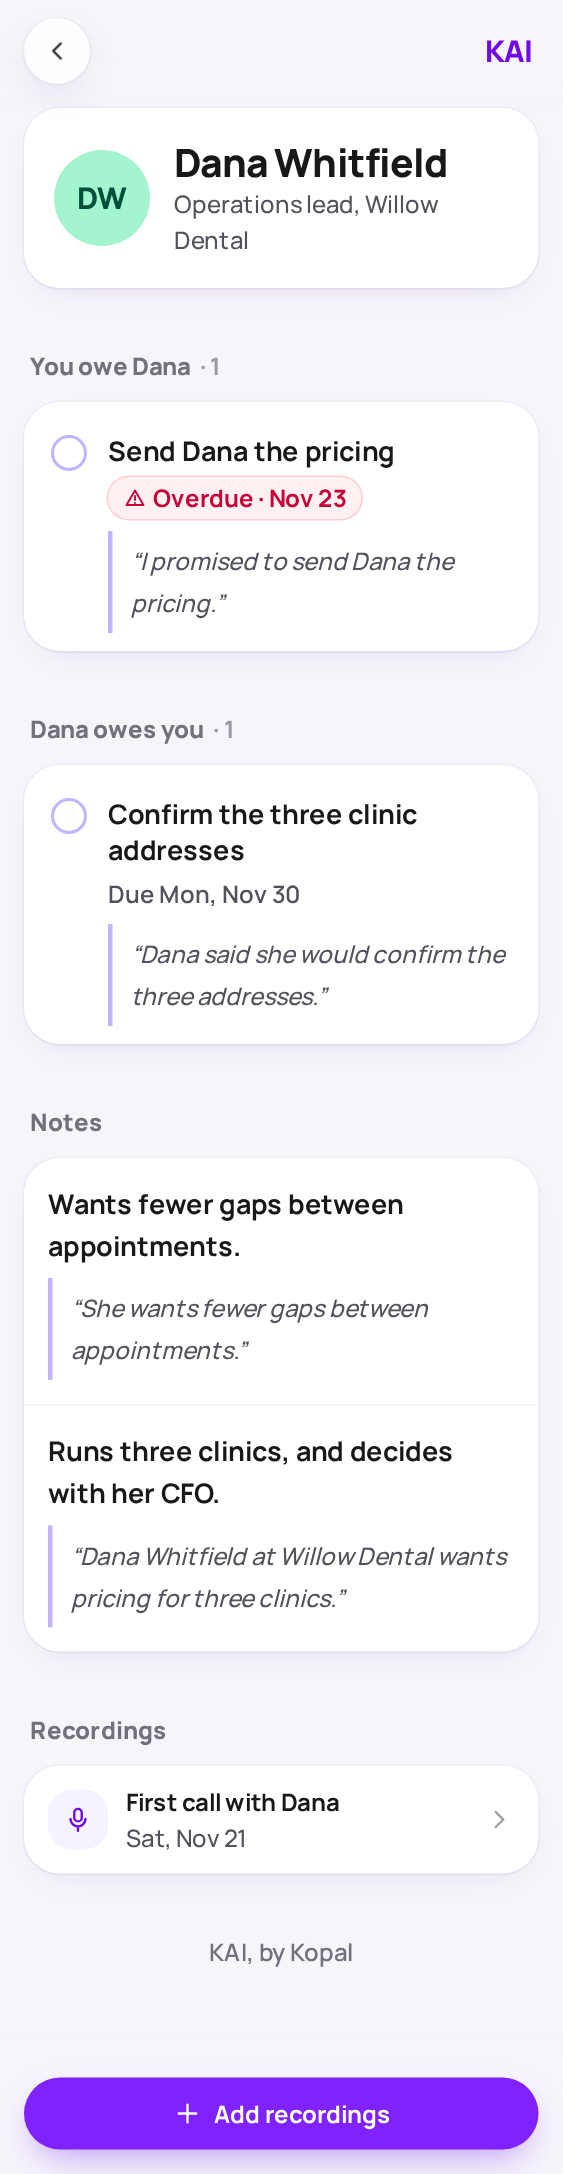 KAI
DW
Dana Whitfield
Operations lead, Willow
Dental
You owe Dana · 1
Send Dana the pricing
Overdue · Nov 23
“I promised to send Dana the
pricing.”
Dana owes you · 1
Confirm the three clinic
addresses
Due Mon, Nov 30
“Dana said she would confirm the
three addresses.”
Notes
Wants fewer gaps between
appointments.
“She wants fewer gaps between
appointments.”
Runs three clinics, and decides
with her CFO.
“Dana Whitfield at Willow Dental wants
pricing for three clinics.”
Recordings
First call with Dana
Sat, Nov 21
KAI, by Kopal
Add recordings